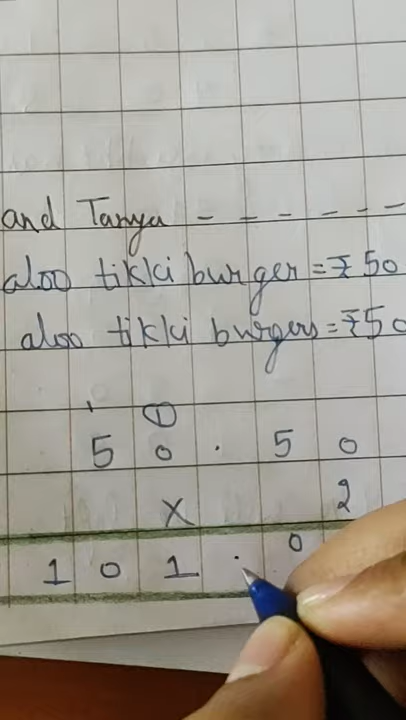 and Tanya - - - - - -
aloo tikki burger = ₹50
aloo tikki burgers = ₹50
1
5 0 . 5 0
x 2
1 0 1 . 0